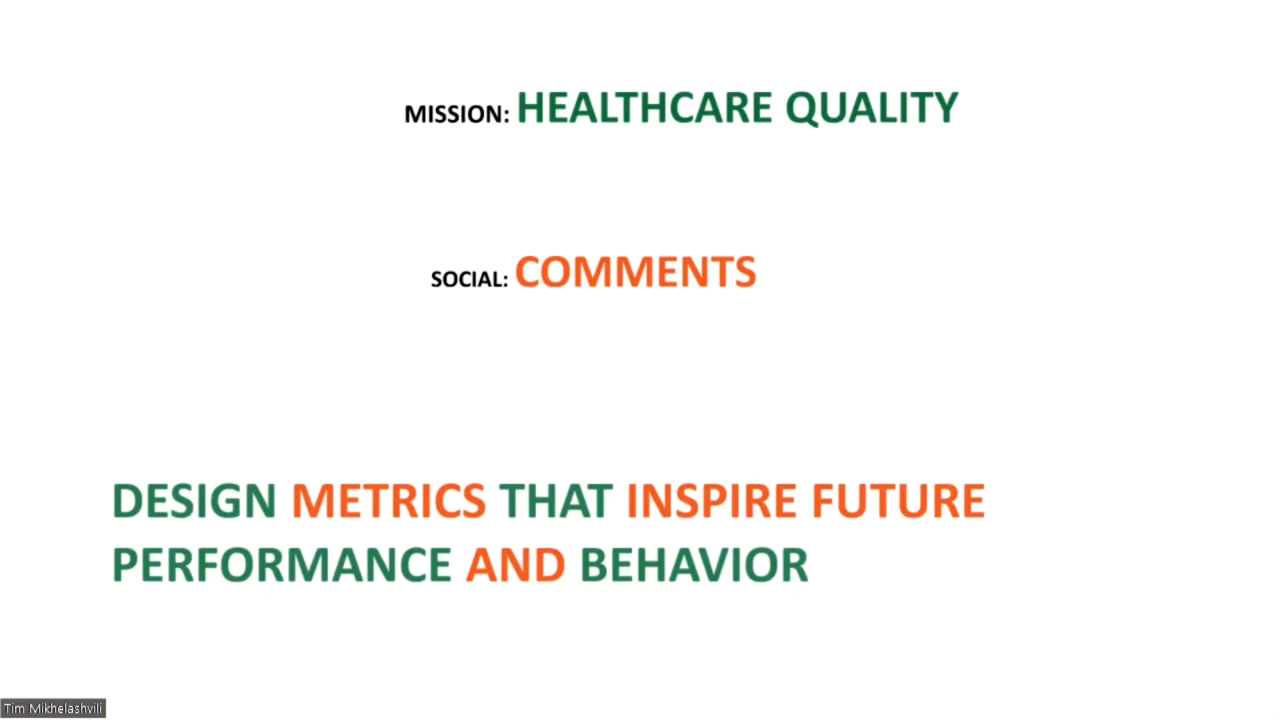 MISSION: HEALTHCARE QUALITY
SOCIAL: COMMENTS
DESIGN METRICS THAT INSPIRE FUTURE
PERFORMANCE AND BEHAVIOR
Tim Mikhelashvili